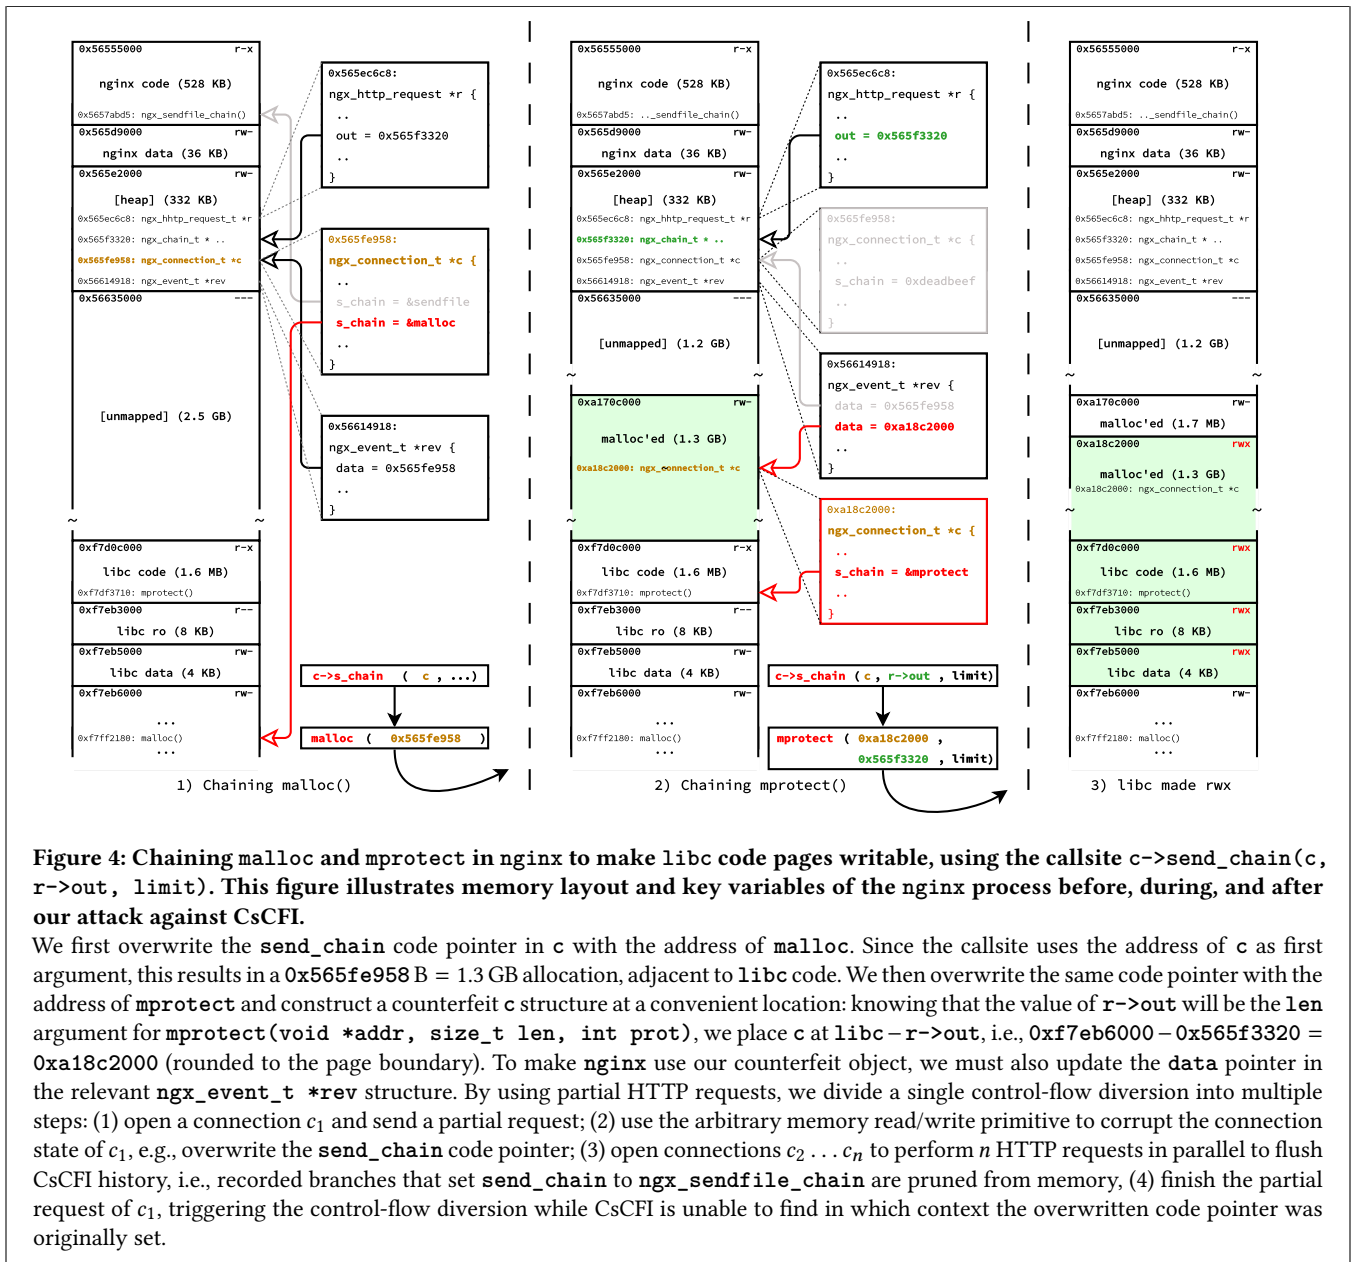 0x56555000 r-x
nginx code (528 KB)
0x5657abd5: ngx_sendfile_chain()
0x565d9000 rw-
nginx data (36 KB)
0x565e2000 rw-
[heap] (332 KB)
0x565ec6c8: ngx_hhtp_request_t *r
0x565f3320: ngx_chain_t * ..
0x565fe958: ngx_connection_t *c
0x56614918: ngx_event_t *rev
0x56635000 ---
[unmapped] (2.5 GB)
~ ~
0xf7d0c000 r-x
libc code (1.6 MB)
0xf7df3710: mprotect()
0xf7eb3000 r--
libc ro (8 KB)
0xf7eb5000 rw-
libc data (4 KB)
0xf7eb6000 rw-
...
0xf7ff2180: malloc()
...
0x565ec6c8:
ngx_http_request *r {
..
out = 0x565f3320
..
}
0x565fe958:
ngx_connection_t *c {
..
s_chain = &sendfile
s_chain = &malloc
..
}
0x56614918:
ngx_event_t *rev {
data = 0x565fe958
..
}
c->s_chain ( c , ...)
malloc ( 0x565fe958 )
1) Chaining malloc()
0x56555000 r-x
nginx code (528 KB)
0x5657abd5: .._sendfile_chain()
0x565d9000 rw-
nginx data (36 KB)
0x565e2000 rw-
[heap] (332 KB)
0x565ec6c8: ngx_hhtp_request_t *r
0x565f3320: ngx_chain_t * ..
0x565fe958: ngx_connection_t *c
0x56614918: ngx_event_t *rev
0x56635000 ---
[unmapped] (1.2 GB)
~ ~
0xa170c000 rw-
malloc'ed (1.3 GB)
0xa18c2000: ngx_connection_t *c
~ ~
0xf7d0c000 r-x
libc code (1.6 MB)
0xf7df3710: mprotect()
0xf7eb3000 r--
libc ro (8 KB)
0xf7eb5000 rw-
libc data (4 KB)
0xf7eb6000 rw-
...
0xf7ff2180: malloc()
...
0x565ec6c8:
ngx_http_request *r {
..
out = 0x565f3320
..
}
0x565fe958:
ngx_connection_t *c {
..
s_chain = 0xdeadbeef
..
}
0x56614918:
ngx_event_t *rev {
data = 0x565fe958
data = 0xa18c2000
..
}
0xa18c2000:
ngx_connection_t *c {
..
s_chain = &mprotect
..
}
c->s_chain ( c , r->out , limit)
mprotect ( 0xa18c2000 ,
0x565f3320 , limit)
2) Chaining mprotect()
0x56555000 r-x
nginx code (528 KB)
0x5657abd5: .._sendfile_chain()
0x565d9000 rw-
nginx data (36 KB)
0x565e2000 rw-
[heap] (332 KB)
0x565ec6c8: ngx_hhtp_request_t *r
0x565f3320: ngx_chain_t * ..
0x565fe958: ngx_connection_t *c
0x56614918: ngx_event_t *rev
0x56635000 ---
[unmapped] (1.2 GB)
~ ~
0xa170c000 rw-
malloc'ed (1.7 MB)
0xa18c2000 rwx
malloc'ed (1.3 GB)
0xa18c2000: ngx_connection_t *c
~ ~
0xf7d0c000 rwx
libc code (1.6 MB)
0xf7df3710: mprotect()
0xf7eb3000 rwx
libc ro (8 KB)
0xf7eb5000 rwx
libc data (4 KB)
0xf7eb6000 rw-
...
0xf7ff2180: malloc()
...
3) libc made rwx
Figure 4: Chaining malloc and mprotect in nginx to make libc code pages writable, using the callsite c->send_chain(c,
r->out, limit). This figure illustrates memory layout and key variables of the nginx process before, during, and after
our attack against CsCFI.
We first overwrite the send_chain code pointer in c with the address of malloc. Since the callsite uses the address of c as first
argument, this results in a 0x565fe958 B = 1.3 GB allocation, adjacent to libc code. We then overwrite the same code pointer with the
address of mprotect and construct a counterfeit c structure at a convenient location: knowing that the value of r->out will be the len
argument for mprotect(void *addr, size_t len, int prot), we place c at libc – r->out, i.e., 0xf7eb6000 – 0x565f3320 =
0xa18c2000 (rounded to the page boundary). To make nginx use our counterfeit object, we must also update the data pointer in
the relevant ngx_event_t *rev structure. By using partial HTTP requests, we divide a single control-flow diversion into multiple
steps: (1) open a connection c1 and send a partial request; (2) use the arbitrary memory read/write primitive to corrupt the connection
state of c1, e.g., overwrite the send_chain code pointer; (3) open connections c2 . . . cn to perform n HTTP requests in parallel to flush
CsCFI history, i.e., recorded branches that set send_chain to ngx_sendfile_chain are pruned from memory, (4) finish the partial
request of c1, triggering the control-flow diversion while CsCFI is unable to find in which context the overwritten code pointer was
originally set.